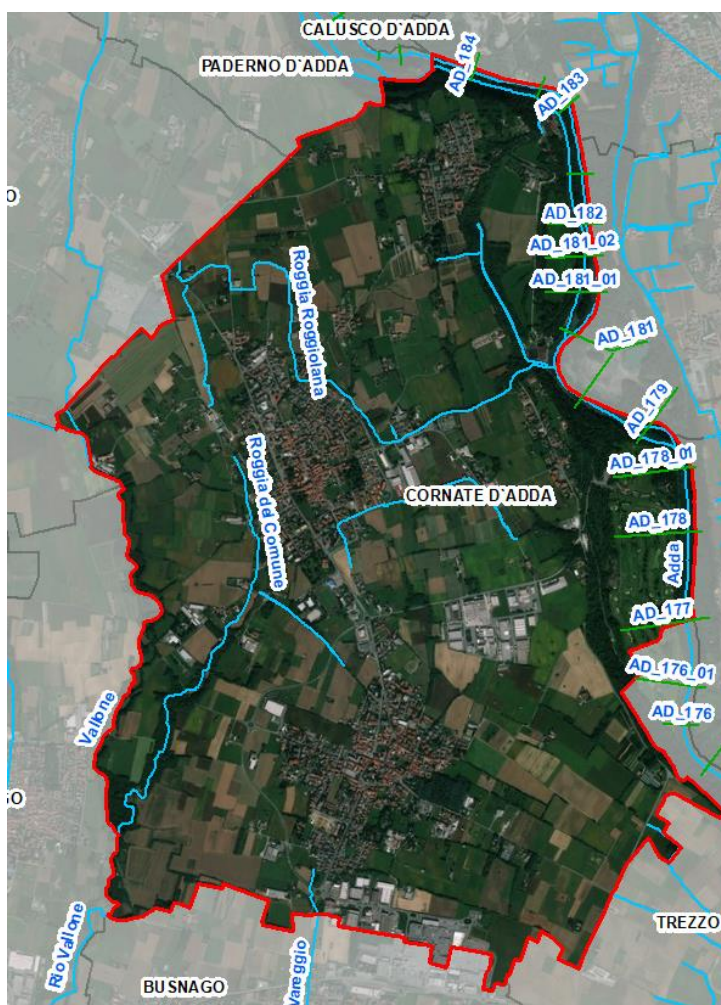 CALUSCO D`ADDA
PADERNO D`ADDA
AD_184
AD_183
O
AD_182
AD_181_02
AD_181_01
Roggia Roggiolana
AD_181
AD_179
Roggia del Comune
AD_178_01
CORNATE D`ADDA
AD_178
Adda
AD_177
AD_176_01
Vallone
AD_176
GO
TREZZO
Rio Vallone
Vareggio
BUSNAGO